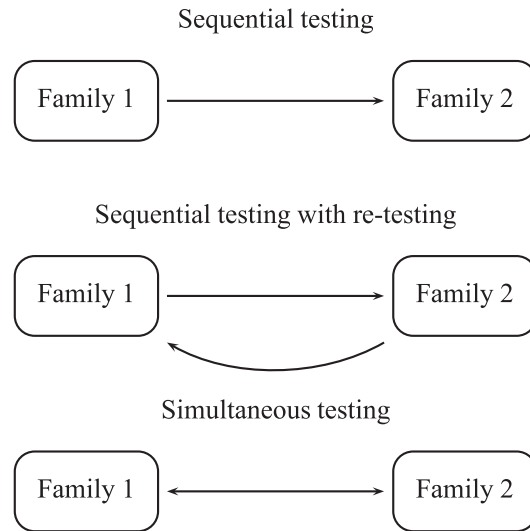 Sequential testing
Family 1
Family 2
Sequential testing with re-testing
Family 1
Family 2
Simultaneous testing
Family 1
Family 2